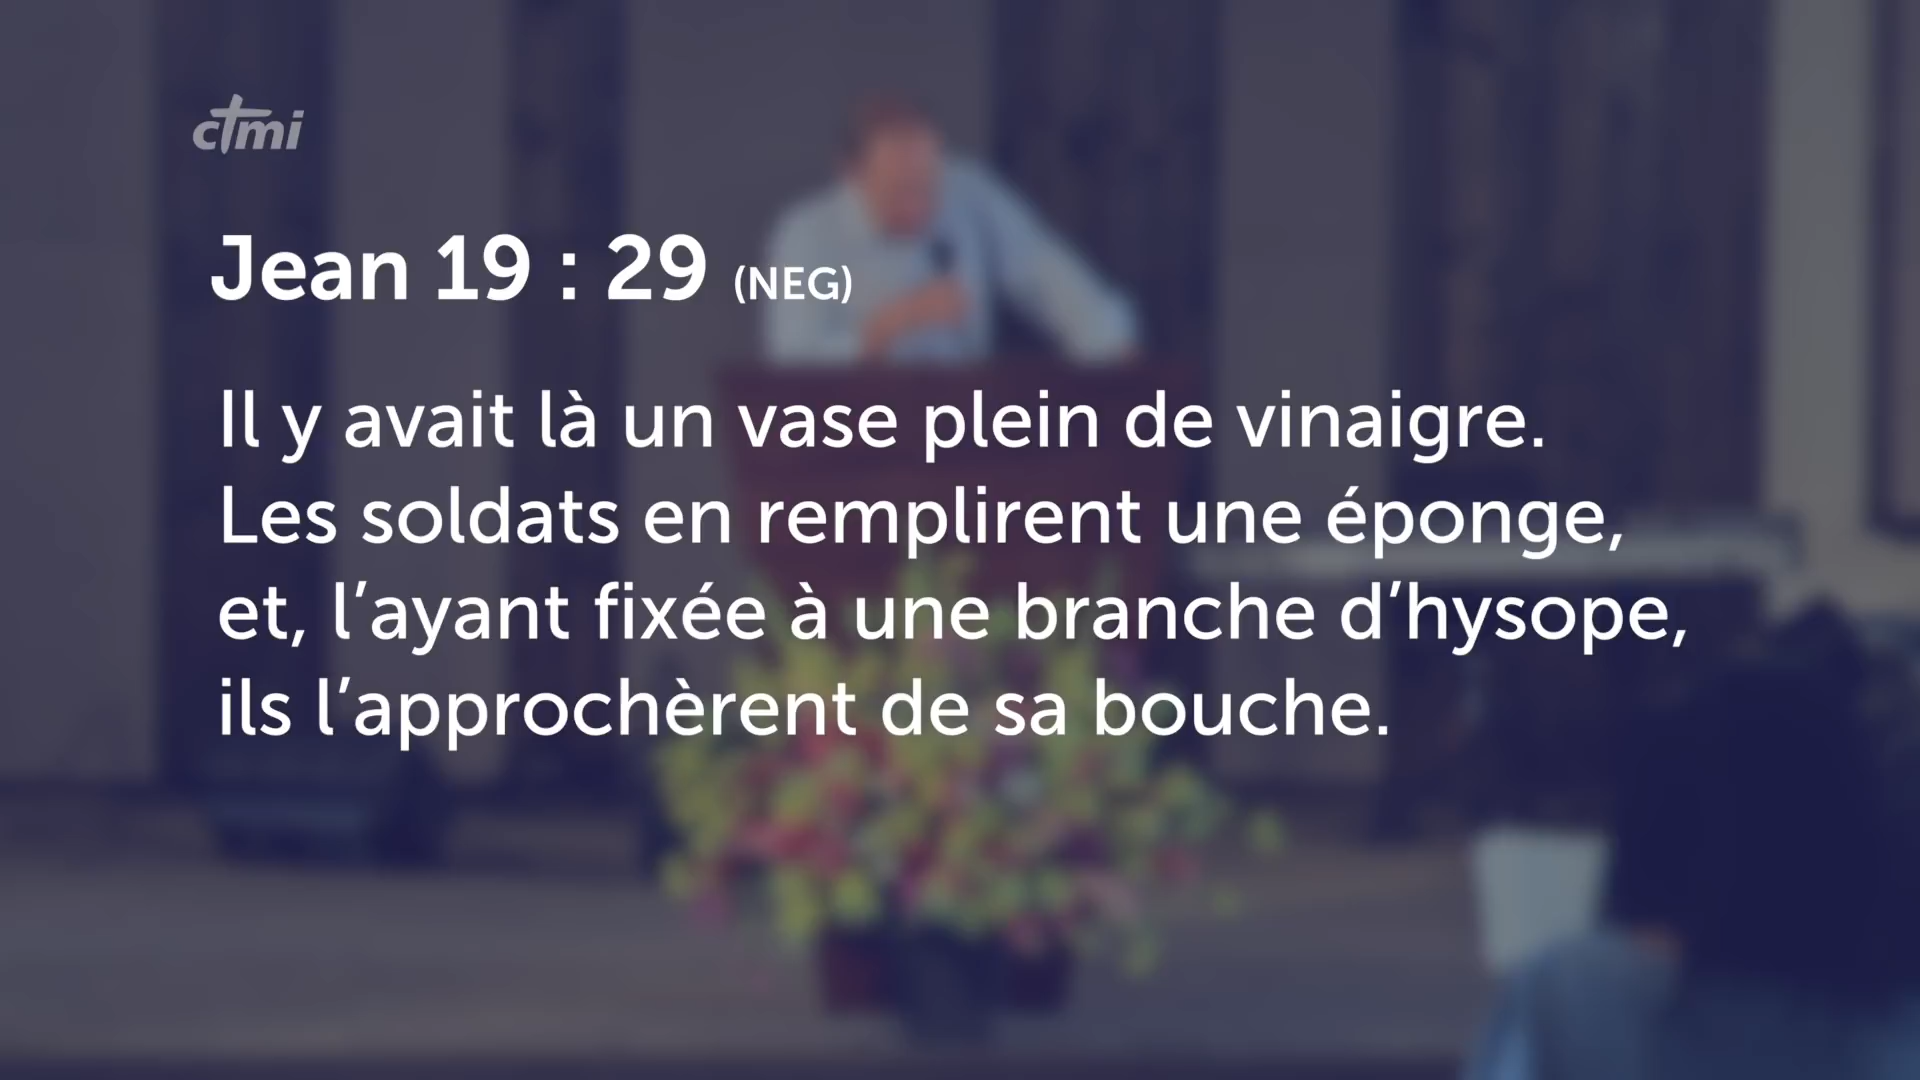 ctmi
Jean 19 : 29 (NEG)
Il y avait là un vase plein de vinaigre.
Les soldats en remplirent une éponge,
et, l’ayant fixée à une branche d’hysope,
ils l’approchèrent de sa bouche.